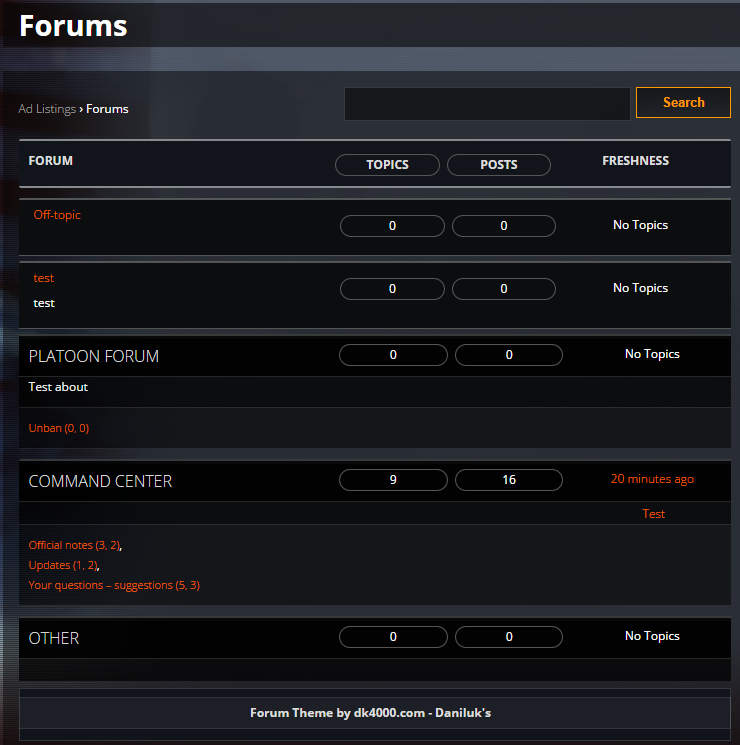 Forums
Ad Listings › Forums
Search
FORUM TOPICS POSTS FRESHNESS
Off-topic 0 0 No Topics
test 0 0 No Topics
test
PLATOON FORUM 0 0 No Topics
Test about
Unban (0, 0)
COMMAND CENTER 9 16 20 minutes ago
Test
Official notes (3, 2),
Updates (1, 2),
Your questions – suggestions (5, 3)
OTHER 0 0 No Topics
Forum Theme by dk4000.com - Daniluk's